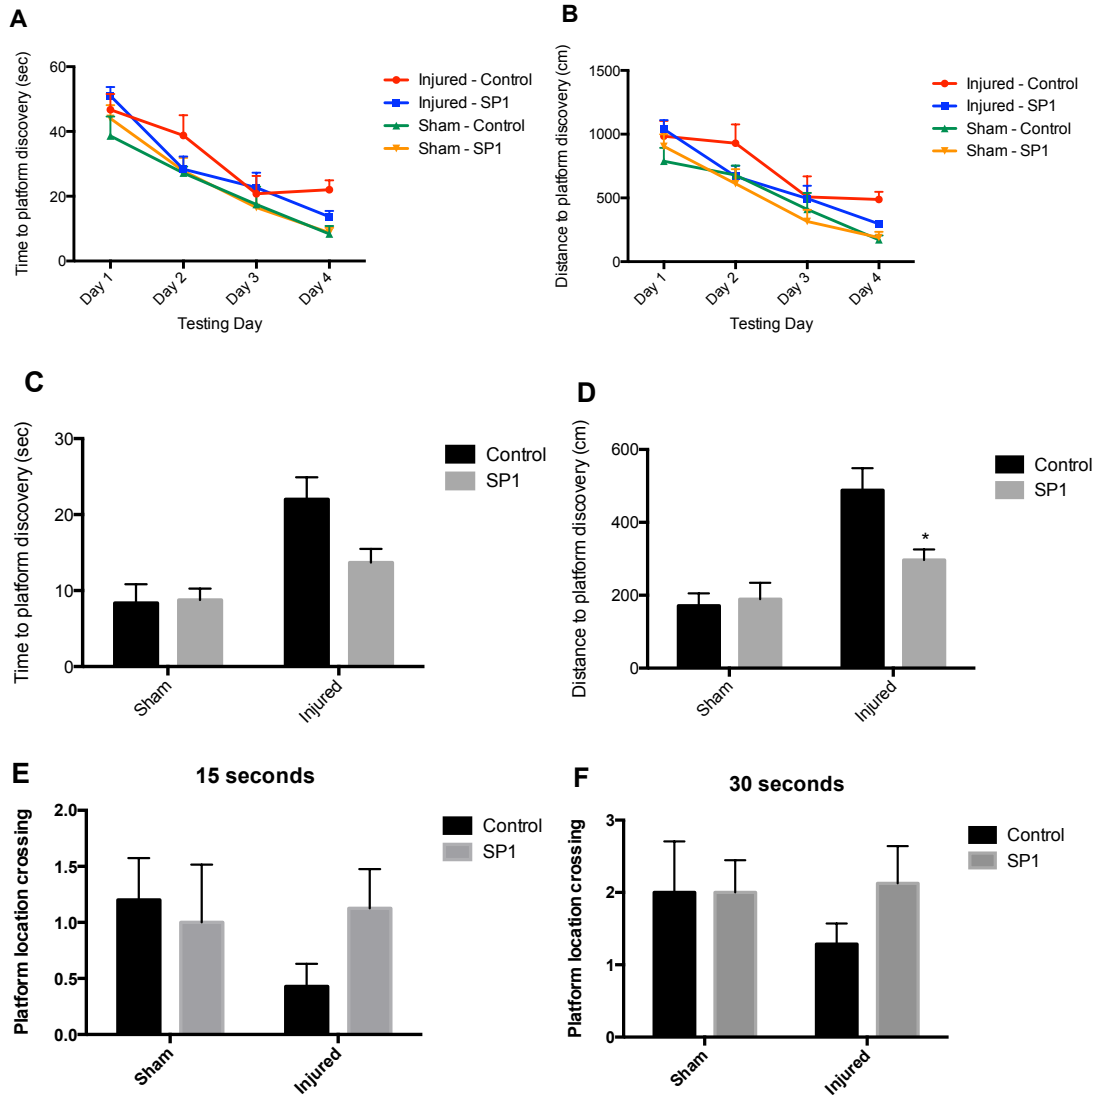 A
Time to platform discovery (sec)
60
40
20
0
Day 1
Day 2
Day 3
Day 4
Testing Day
Injured - Control
Injured - SP1
Sham - Control
Sham - SP1
B
Distance to platform discovery (cm)
1500
1000
500
0
Day 1
Day 2
Day 3
Day 4
Testing Day
Injured - Control
Injured - SP1
Sham - Control
Sham - SP1
C
Time to platform discovery (sec)
30
20
10
0
Sham
Injured
Control
SP1
D
Distance to platform discovery (cm)
600
400
200
0
*
Sham
Injured
Control
SP1
E
15 seconds
Platform location crossing
2.0
1.5
1.0
0.5
0.0
Sham
Injured
Control
SP1
F
30 seconds
Platform location crossing
3
2
1
0
Sham
Injured
Control
SP1